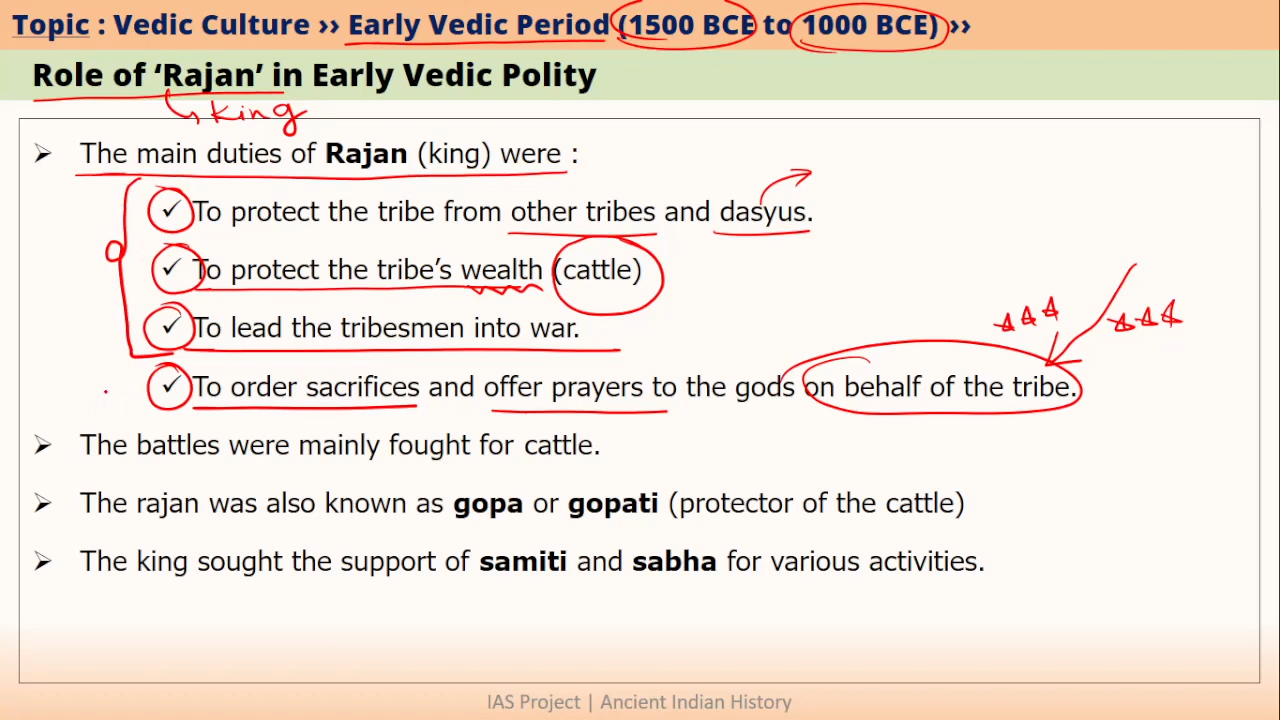 Topic : Vedic Culture ›› Early Vedic Period (1500 BCE to 1000 BCE) ››
Role of ‘Rajan’ in Early Vedic Polity
king
➢ The main duties of Rajan (king) were :
✓ To protect the tribe from other tribes and dasyus.
✓ To protect the tribe’s wealth (cattle)
✓ To lead the tribesmen into war.
✓ To order sacrifices and offer prayers to the gods on behalf of the tribe.
➢ The battles were mainly fought for cattle.
➢ The rajan was also known as gopa or gopati (protector of the cattle)
➢ The king sought the support of samiti and sabha for various activities.
IAS Project | Ancient Indian History